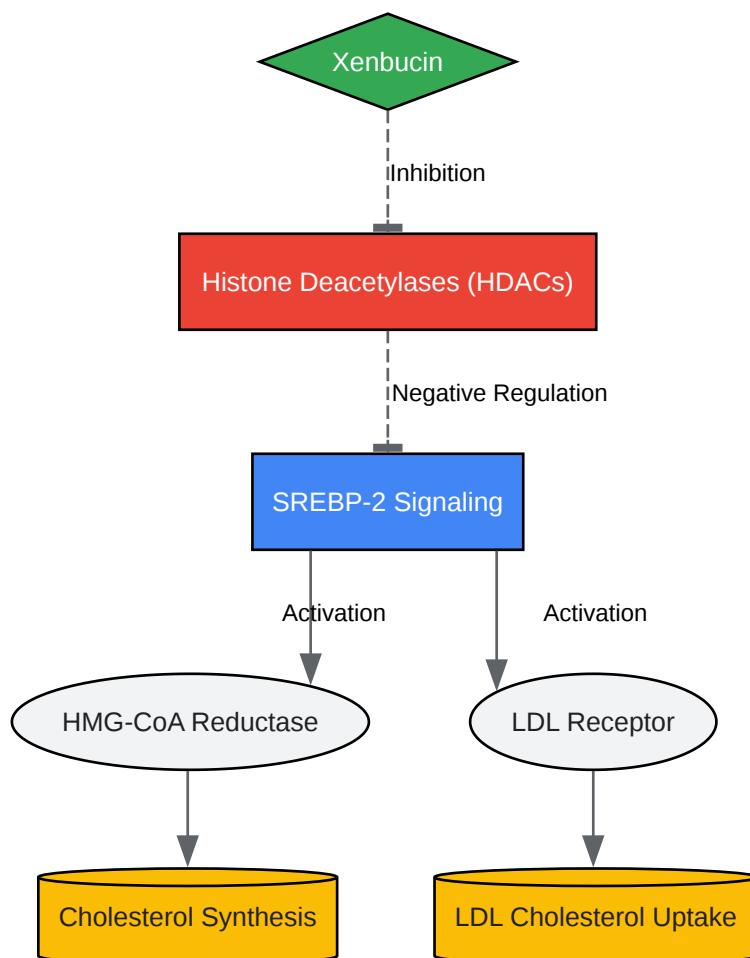 Xenbucin
Inhibition
Histone Deacetylases (HDACs)
Negative Regulation
SREBP-2 Signaling
Activation
Activation
HMG-CoA Reductase
LDL Receptor
Cholesterol Synthesis
LDL Cholesterol Uptake